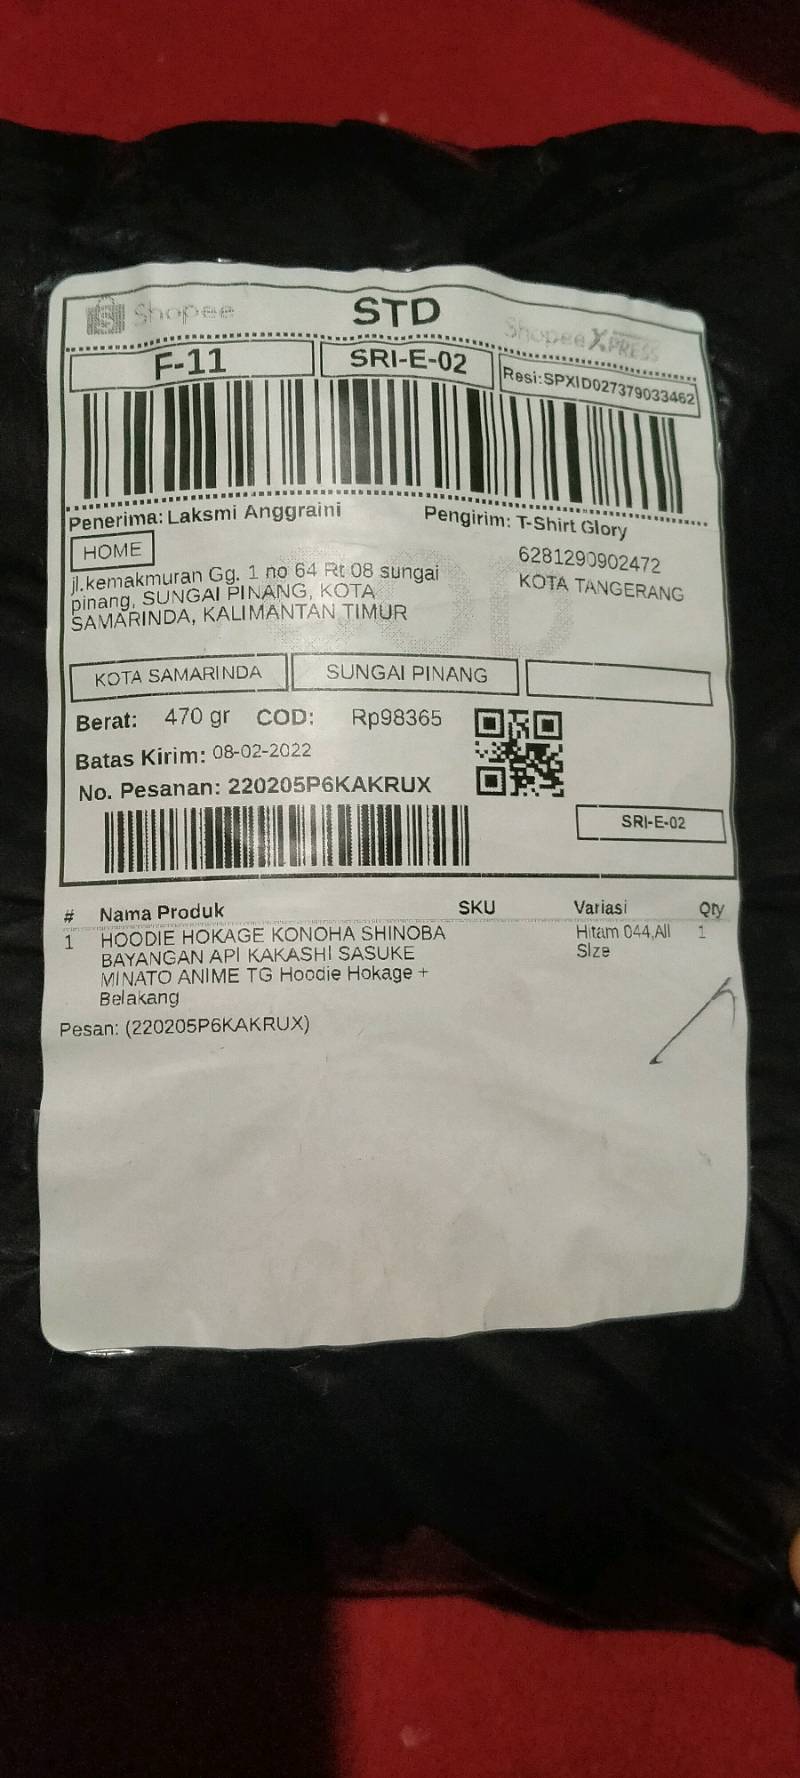 Shopee
STD
Shopee XPRESS
F-11
SRI-E-02
Resi:SPXID027379033462
Penerima: Laksmi Anggraini
Pengirim: T-Shirt Glory
HOME
6281290902472
KOTA TANGERANG
jl.kemakmuran Gg. 1 no 64 Rt 08 sungai
pinang, SUNGAI PINANG, KOTA
SAMARINDA, KALIMANTAN TIMUR
COD
KOTA SAMARINDA
SUNGAI PINANG
Berat: 470 gr COD: Rp98365
Batas Kirim: 08-02-2022
No. Pesanan: 220205P6KAKRUX
SRI-E-02
# Nama Produk SKU Variasi Qty
1 HOODIE HOKAGE KONOHA SHINOBA Hitam 044,All 1
BAYANGAN API KAKASHI SASUKE SIze
MINATO ANIME TG Hoodie Hokage +
Belakang
Pesan: (220205P6KAKRUX)